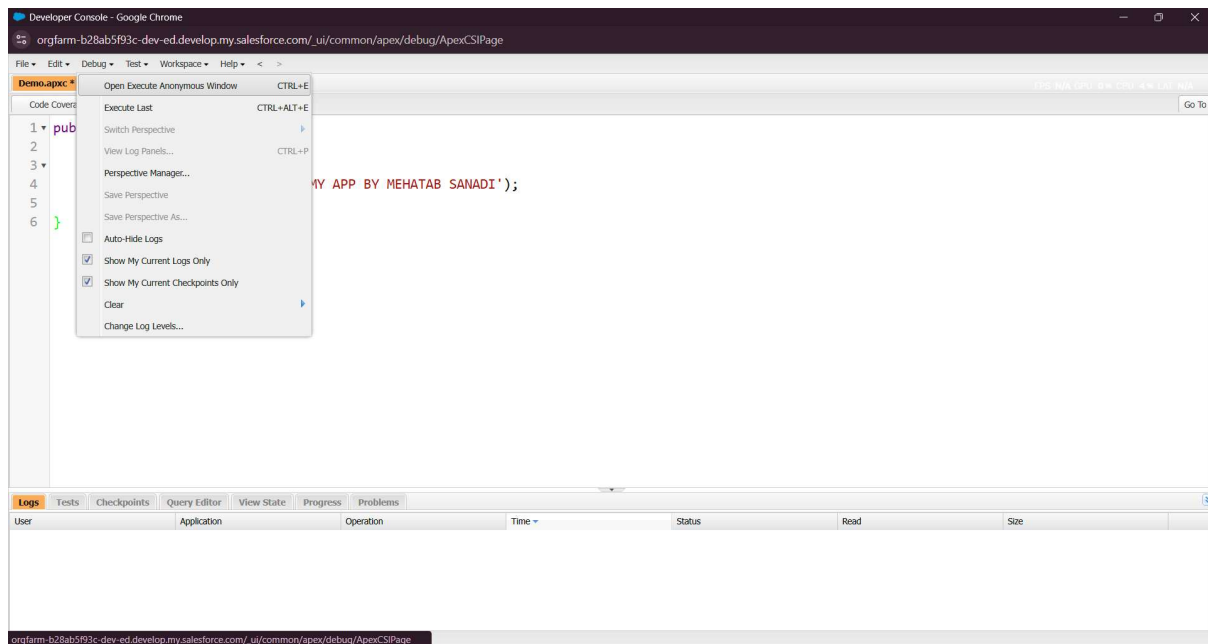 Developer Console - Google Chrome
orgfarm-b28ab5f93c-dev-ed.develop.my.salesforce.com/_ui/common/apex/debug/ApexCSIPage
File Edit Debug Test Workspace Help < >
Demo.apxc *
Code Covera
Go To
Open Execute Anonymous Window CTRL+E
Execute Last CTRL+ALT+E
Switch Perspective
View Log Panels... CTRL+P
Perspective Manager...
Save Perspective
Save Perspective As...
Auto-Hide Logs
Show My Current Logs Only
Show My Current Checkpoints Only
Clear
Change Log Levels...
1 pub
2
3
4 MY APP BY MEHATAB SANADI');
5
6 }
Logs Tests Checkpoints Query Editor View State Progress Problems
User Application Operation Time Status Read Size
orgfarm-b28ab5f93c-dev-ed.develop.my.salesforce.com/_ui/common/apex/debug/ApexCSIPage